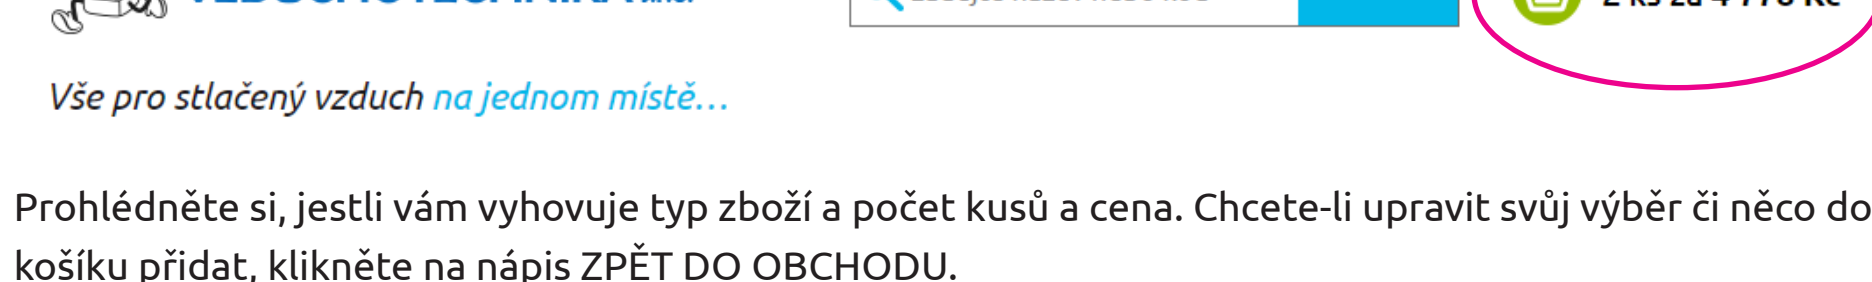 Vše pro stlačený vzduch na jednom místě...
Prohlédněte si, jestli vám vyhovuje typ zboží a počet kusů a cena. Chcete-li upravit svůj výběr či něco do
košíku přidat, klikněte na nápis ZPĚT DO OBCHODU.